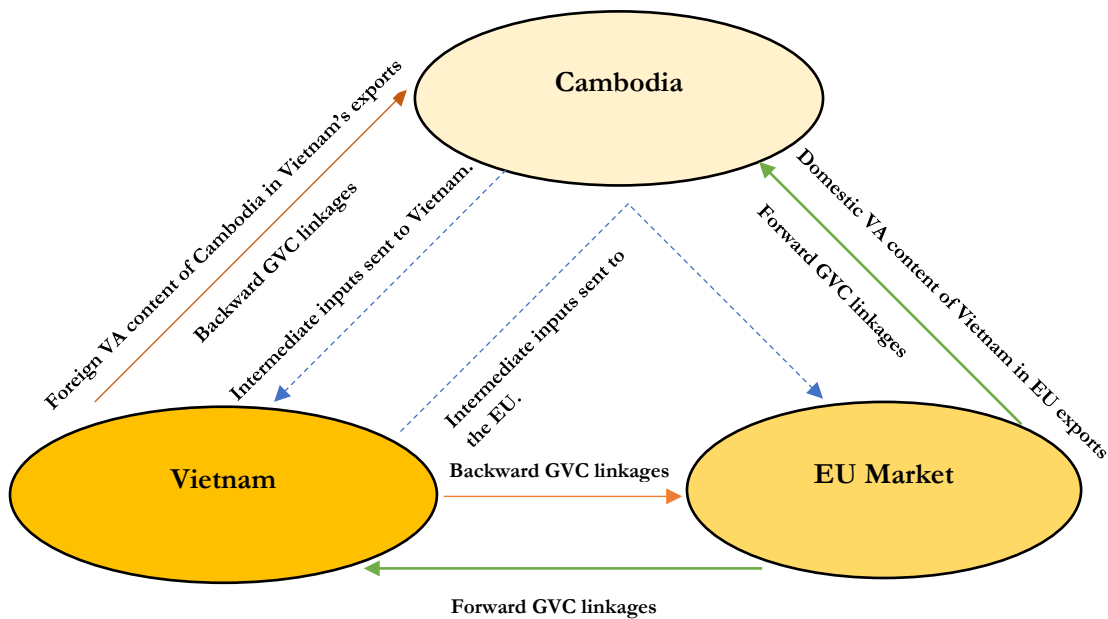 Cambodia
Foreign VA content of Cambodia in Vietnam's exports
Backward GVC linkages
Intermediate inputs sent to Vietnam.
Intermediate inputs sent to
the EU.
Forward GVC linkages
Domestic VA content of Vietnam in EU exports
Vietnam
Backward GVC linkages
EU Market
Forward GVC linkages